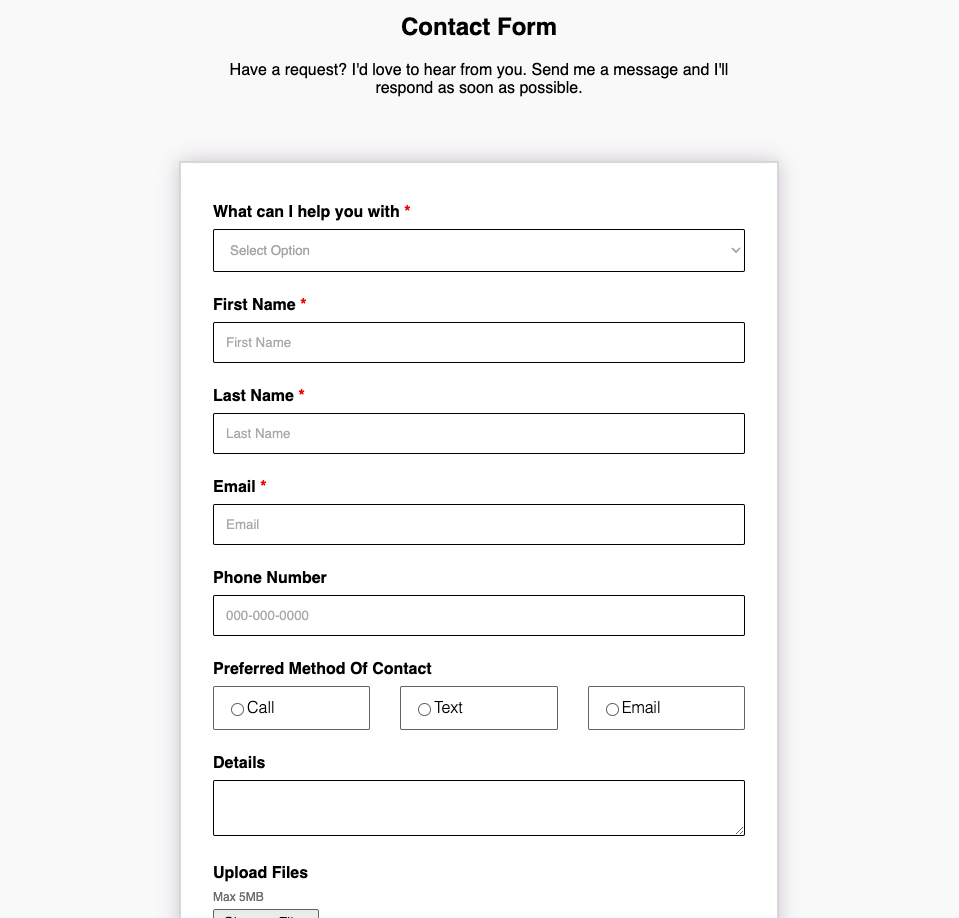 Contact Form
Have a request? I'd love to hear from you. Send me a message and I'll
respond as soon as possible.
What can I help you with *
Select Option
First Name *
First Name
Last Name *
Last Name
Email *
Email
Phone Number
000-000-0000
Preferred Method Of Contact
Call
Text
Email
Details
Upload Files
Max 5MB